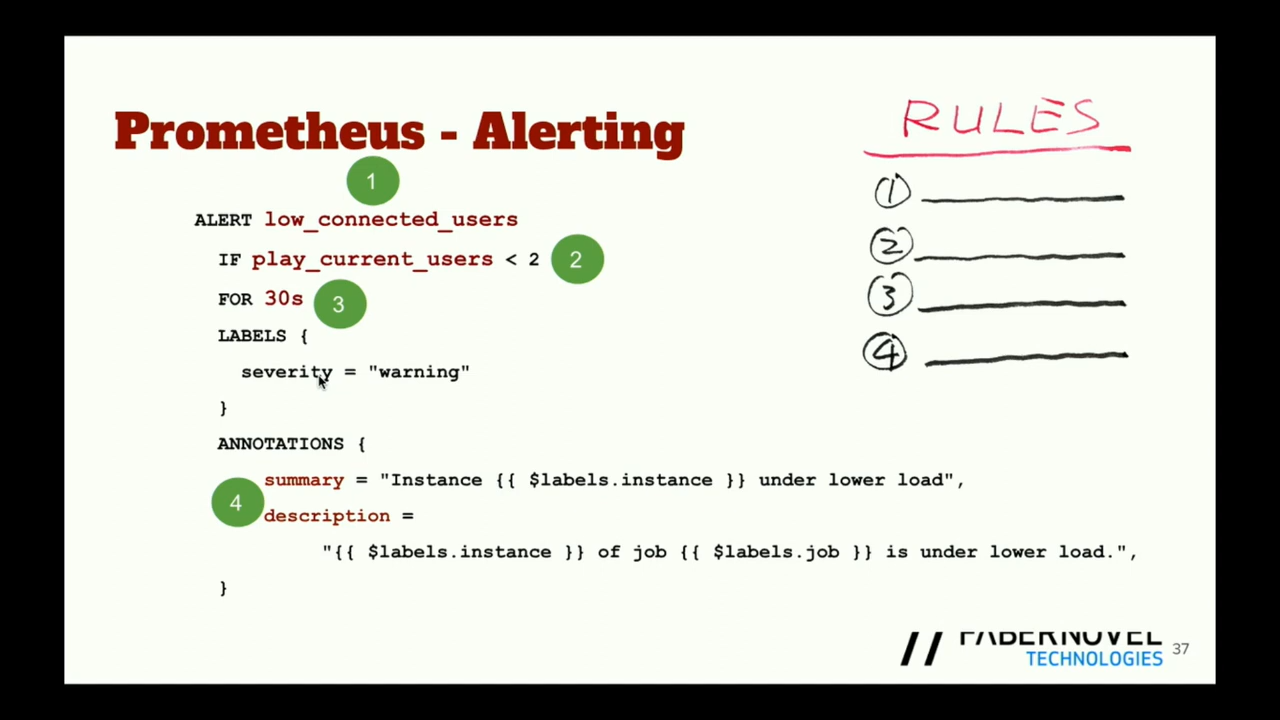 Prometheus - Alerting
1
ALERT low_connected_users
IF play_current_users < 2
2
FOR 30s
3
LABELS {
severity = "warning"
}
ANNOTATIONS {
4
summary = "Instance {{ $labels.instance }} under lower load",
description =
"{{ $labels.instance }} of job {{ $labels.job }} is under lower load.",
}
RULES
1
2
3
4
// FABERNOVEL
TECHNOLOGIES
37